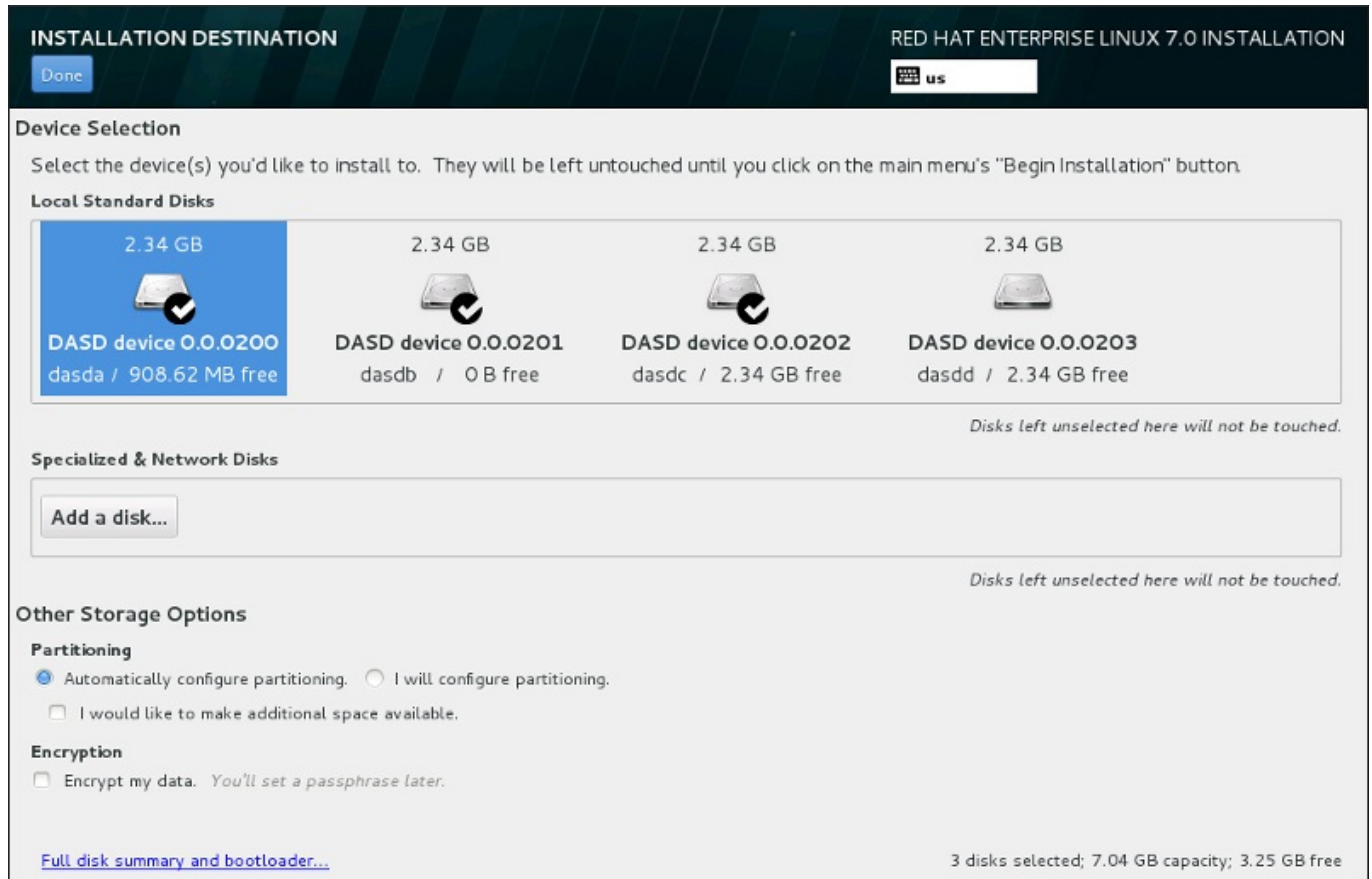 INSTALLATION DESTINATION
RED HAT ENTERPRISE LINUX 7.0 INSTALLATION
Done
us
Device Selection
Select the device(s) you'd like to install to. They will be left untouched until you click on the main menu's "Begin Installation" button.
Local Standard Disks
2.34 GB 2.34 GB 2.34 GB 2.34 GB
DASD device 0.0.0200 DASD device 0.0.0201 DASD device 0.0.0202 DASD device 0.0.0203
dasda / 908.62 MB free dasdb / 0 B free dasdc / 2.34 GB free dasdd / 2.34 GB free
Disks left unselected here will not be touched.
Specialized & Network Disks
Add a disk...
Disks left unselected here will not be touched.
Other Storage Options
Partitioning
Automatically configure partitioning. I will configure partitioning.
I would like to make additional space available.
Encryption
Encrypt my data. You'll set a passphrase later.
Full disk summary and bootloader... 3 disks selected; 7.04 GB capacity; 3.25 GB free